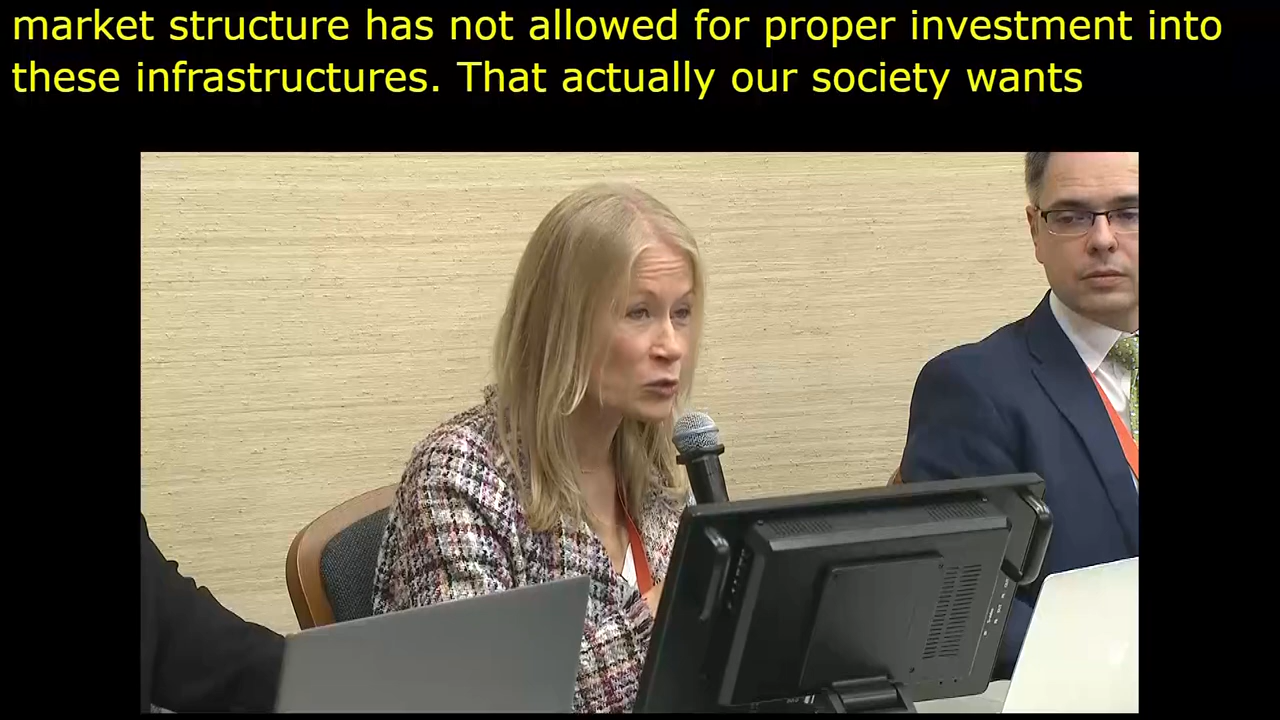 market structure has not allowed for proper investment into
these infrastructures. That actually our society wants